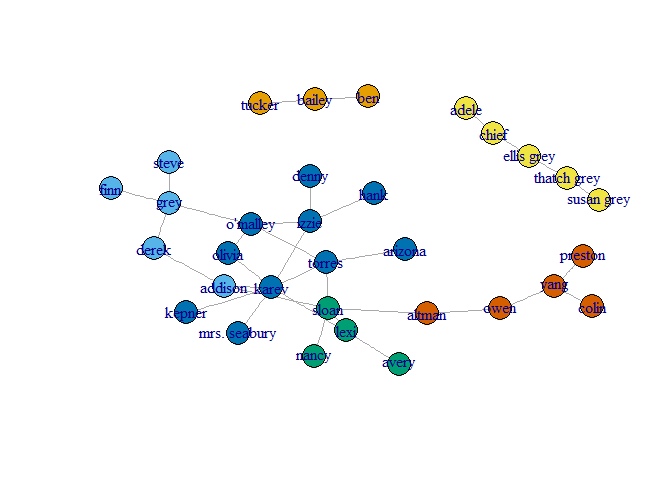 tucker
bailey
ben
adele
chief
ellis grey
thatch grey
susan grey
steve
finn
grey
denny
hank
o'malley
izzie
derek
olivia
torres
arizona
preston
addison
karev
yang
kepner
sloan
altman
owen
colin
mrs. seabury
lexi
nancy
avery